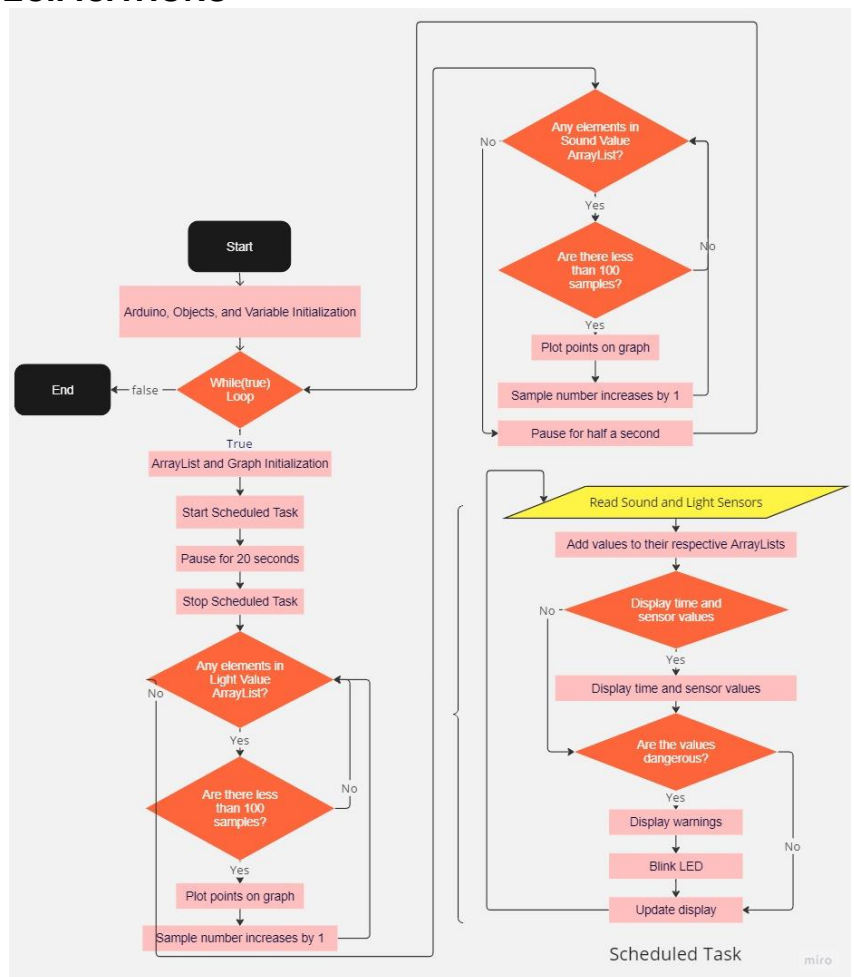 Start
Arduino, Objects, and Variable Initialization
While(true)
Loop
false
End
True
ArrayList and Graph Initialization
Start Scheduled Task
Pause for 20 seconds
Stop Scheduled Task
Any elements in
Light Value
ArrayList?
No
Yes
Are there less
than 100
samples?
No
Yes
Plot points on graph
Sample number increases by 1
Any elements in
Sound Value
ArrayList?
No
Yes
Are there less
than 100
samples?
No
Yes
Plot points on graph
Sample number increases by 1
Pause for half a second
Read Sound and Light Sensors
Add values to their respective ArrayLists
Display time and
sensor values
No
Yes
Display time and sensor values
Are the values
dangerous?
Yes
No
Display warnings
Blink LED
Update display
Scheduled Task
miro